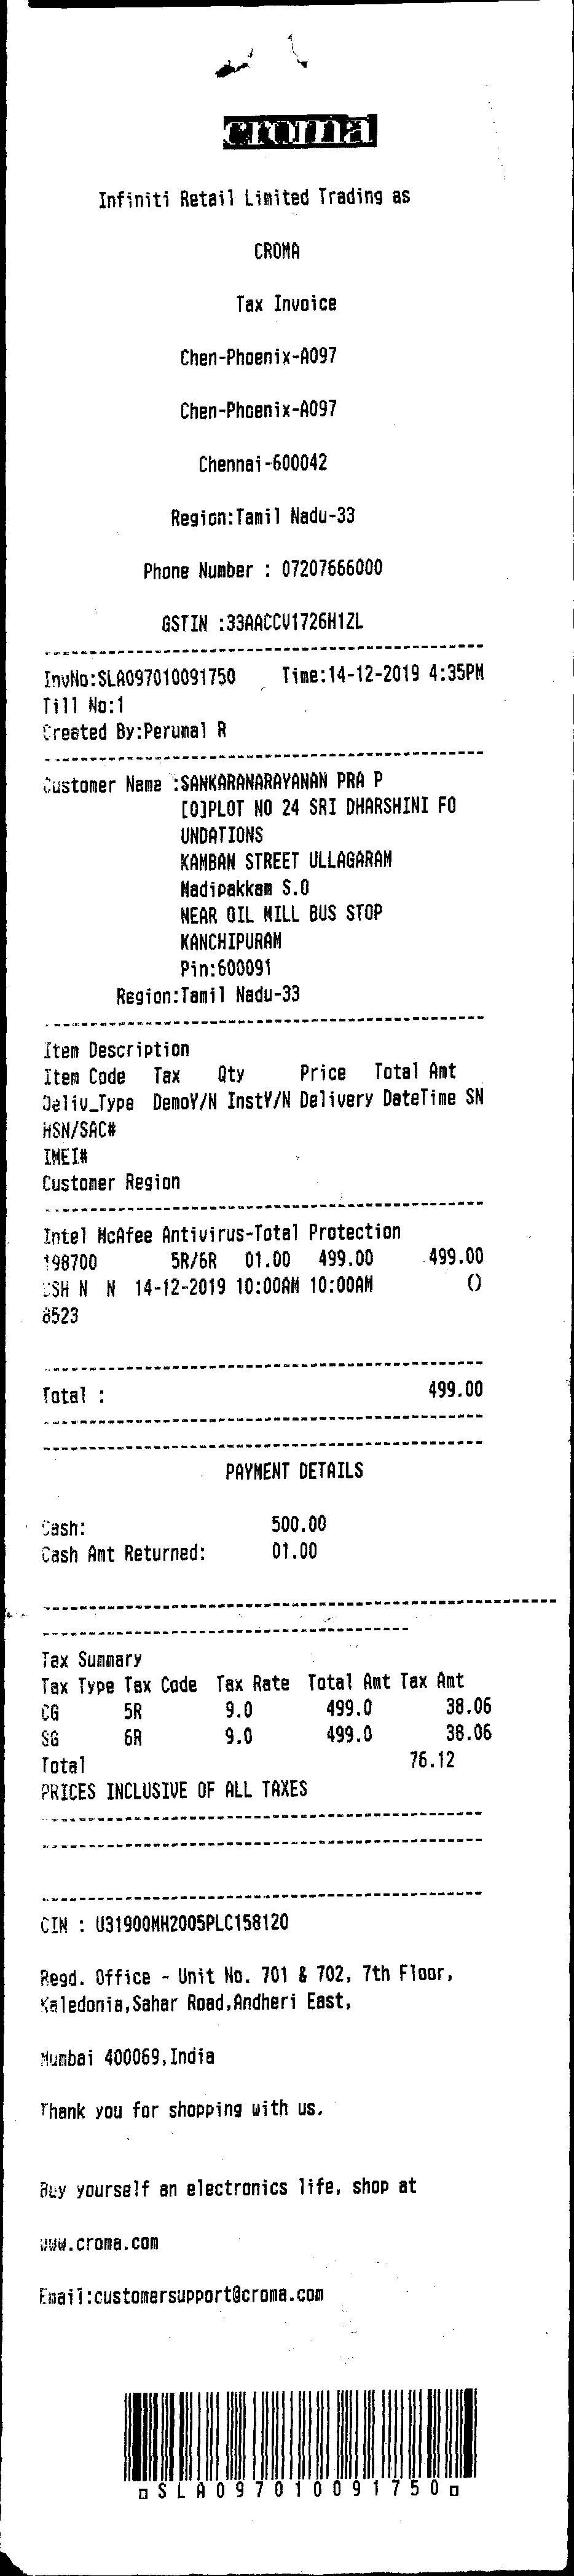 croma
Infiniti Retail Limited Trading as
CROMA
Tax Invoice
Chen-Phoenix-A097
Chen-Phoenix-A097
Chennai-600042
Region:Tamil Nadu-33
Phone Number : 07207666000
GSTIN :33AACCV1726H1ZL
InvNo:SLA097010091750 Time:14-12-2019 4:35PM
Till No:1
Created By:Perumal R
Customer Name :SANKARANARAYANAN PRA P
[O]PLOT NO 24 SRI DHARSHINI FO
UNDATIONS
KAMBAN STREET ULLAGARAM
Madipakkam S.O
NEAR OIL MILL BUS STOP
KANCHIPURAM
Pin:600091
Region:Tamil Nadu-33
Item Description
Item Code Tax Qty Price Total Amt
Deliv_Type DemoY/N InstY/N Delivery DateTime SN
HSN/SAC#
IMEI#
Customer Region
Intel McAfee Antivirus-Total Protection
198700 5R/6R 01.00 499.00 499.00
CSH N N 14-12-2019 10:00AM 10:00AM ()
8523
Total : 499.00
PAYMENT DETAILS
Cash: 500.00
Cash Amt Returned: 01.00
Tax Summary
Tax Type Tax Code Tax Rate Total Amt Tax Amt
CG 5R 9.0 499.0 38.06
SG 6R 9.0 499.0 38.06
Total 76.12
PRICES INCLUSIVE OF ALL TAXES
CIN : U31900MH2005PLC158120
Regd. Office - Unit No. 701 & 702, 7th Floor,
Kaledonia,Sahar Road,Andheri East,
Mumbai 400069,India
Thank you for shopping with us.
Buy yourself an electronics life, shop at
www.croma.com
Email:customersupport@croma.com
SLA097010091750